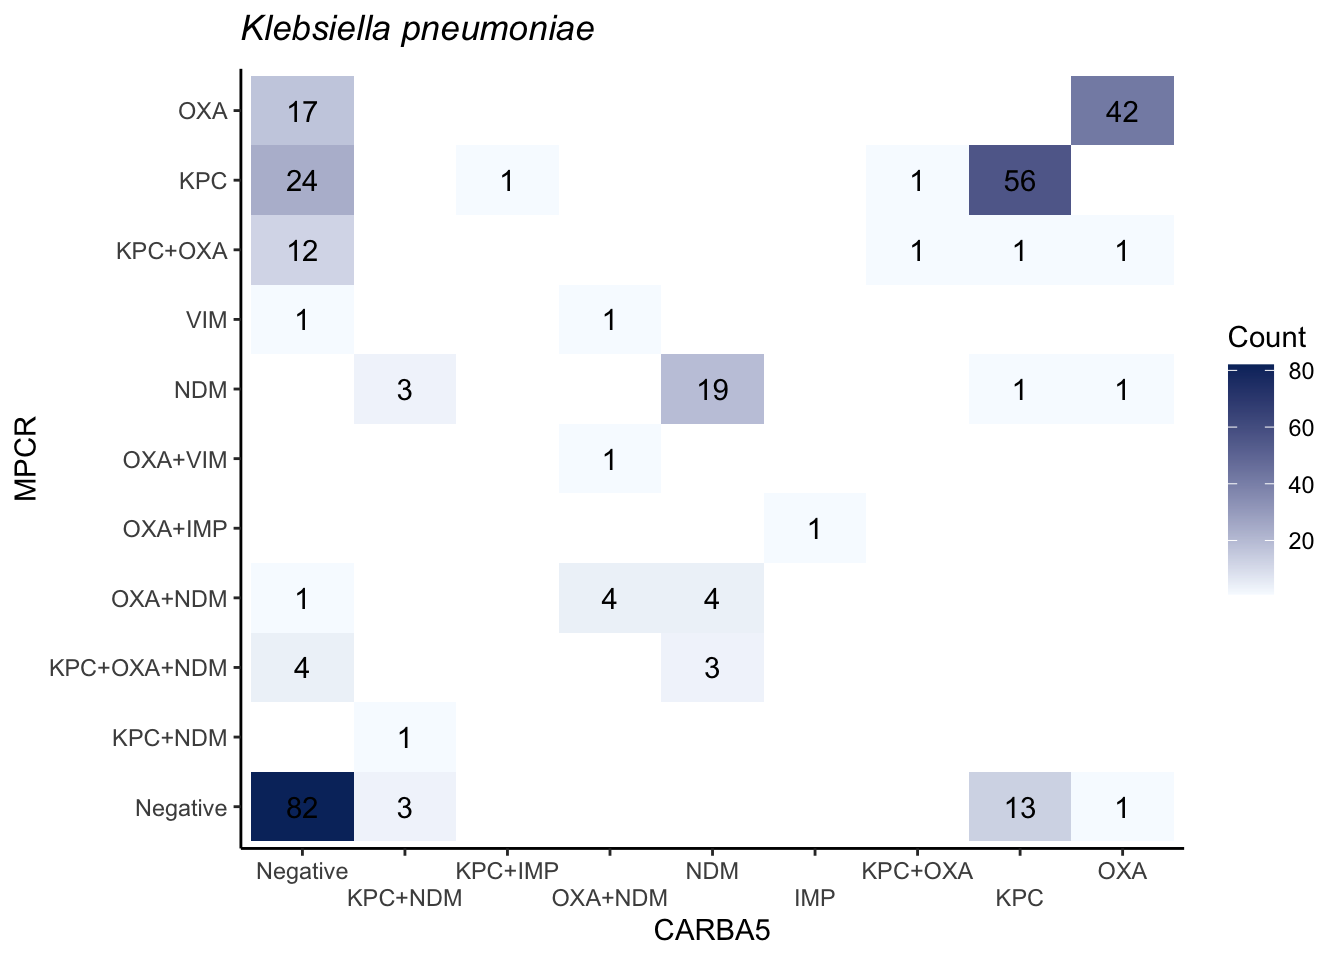 Klebsiella pneumoniae
OXA 17 42
KPC 24 1 1 56
KPC+OXA 12 1 1 1
VIM 1 1
NDM 3 19 1 1
OXA+VIM 1
OXA+IMP 1
OXA+NDM 1 4 4
KPC+OXA+NDM 4 3
KPC+NDM 1
Negative 82 3 13 1
MPCR
Negative KPC+IMP NDM KPC+OXA OXA
KPC+NDM OXA+NDM IMP KPC
CARBA5
Count
80
60
40
20